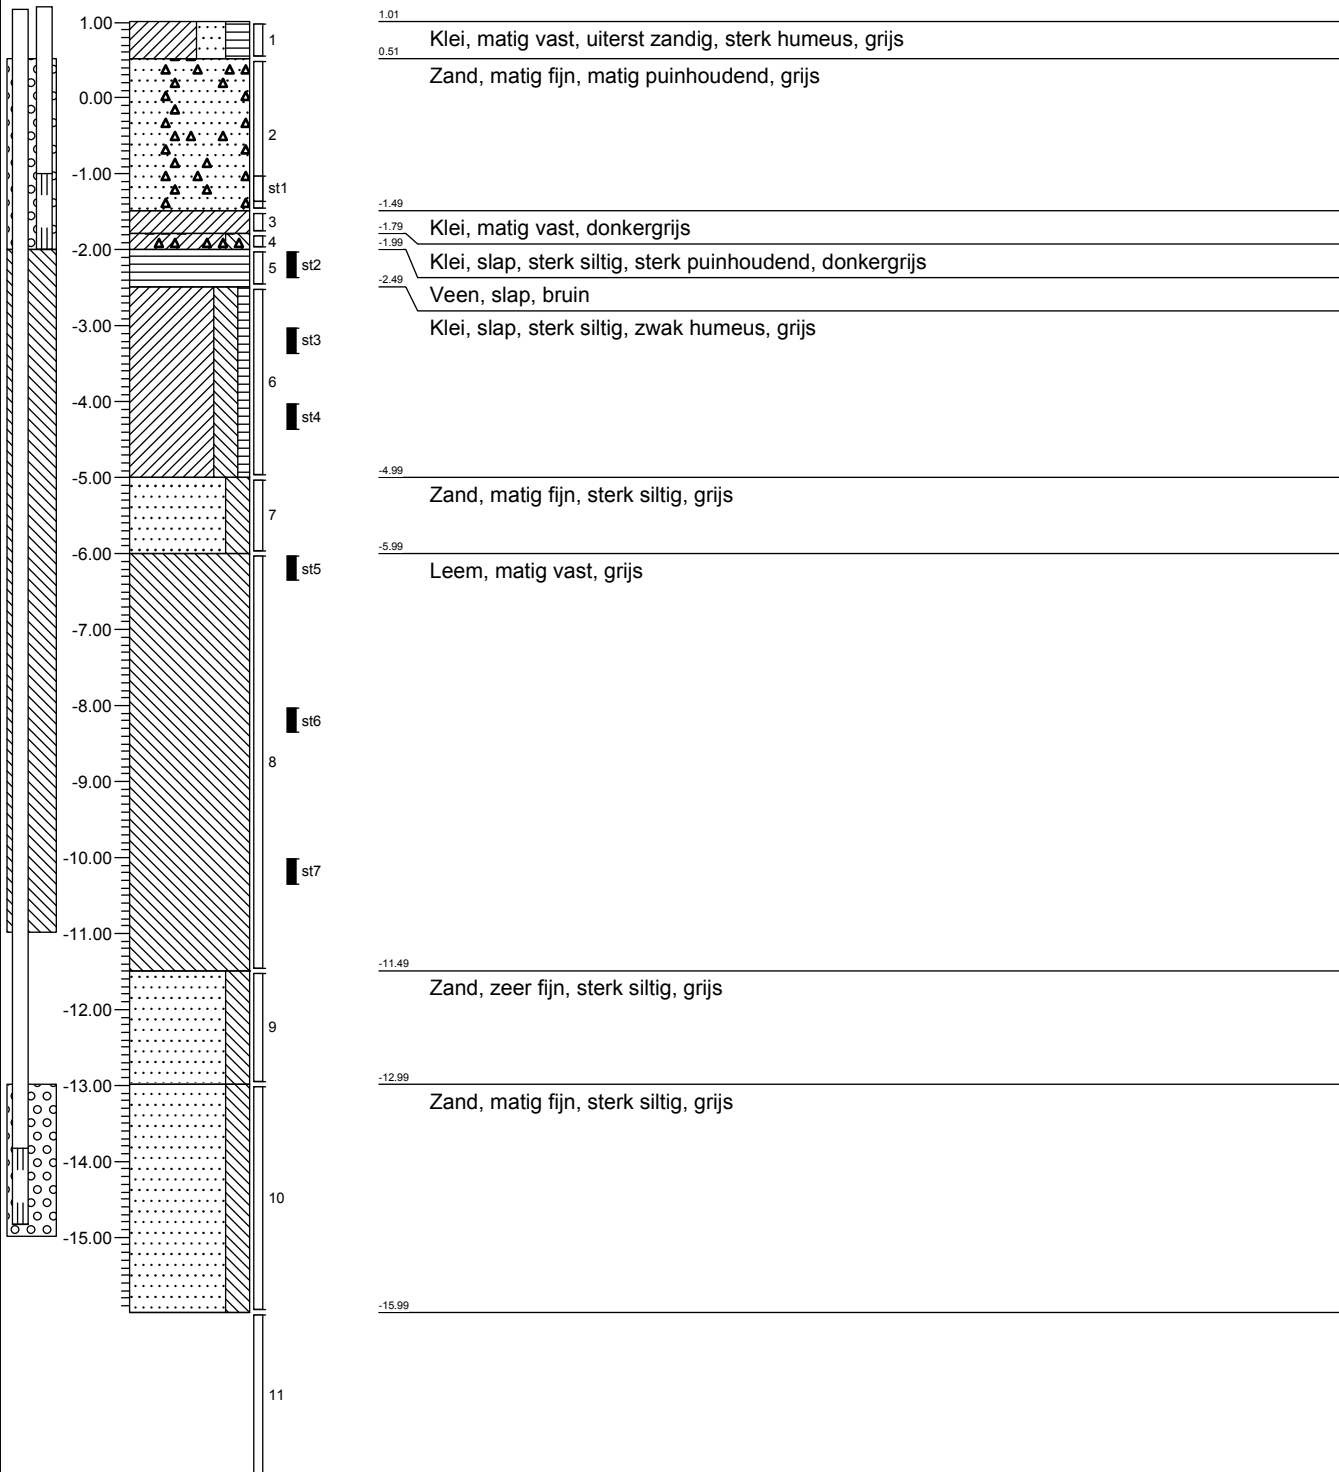 1.00
0.00
-1.00
-2.00
-3.00
-4.00
-5.00
-6.00
-7.00
-8.00
-9.00
-10.00
-11.00
-12.00
-13.00
-14.00
-15.00
1
2
st1
3
4
5
st2
st3
6
st4
7
st5
st6
8
st7
9
10
11
1.01
Klei, matig vast, uiterst zandig, sterk humeus, grijs
0.51
Zand, matig fijn, matig puinhoudend, grijs
-1.49
Klei, matig vast, donkergrijs
-1.79
-1.99
Klei, slap, sterk siltig, sterk puinhoudend, donkergrijs
-2.49
Veen, slap, bruin
Klei, slap, sterk siltig, zwak humeus, grijs
-4.99
Zand, matig fijn, sterk siltig, grijs
-5.99
Leem, matig vast, grijs
-11.49
Zand, zeer fijn, sterk siltig, grijs
-12.99
Zand, matig fijn, sterk siltig, grijs
-15.99